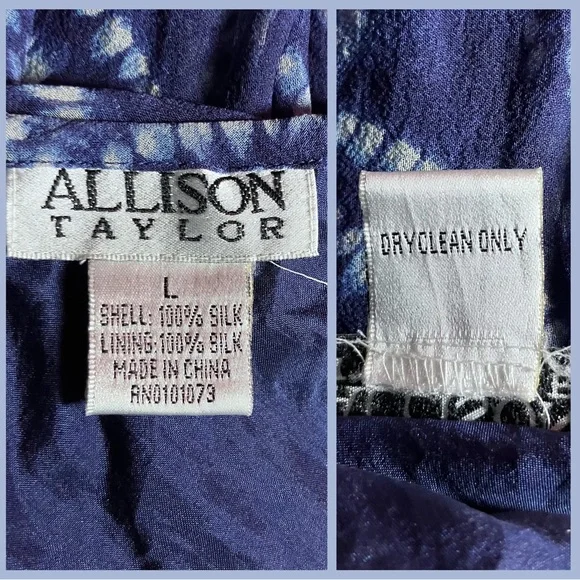 ALLISON
TAYLOR
L
SHELL: 100% SILK
LINING: 100% SILK
MADE IN CHINA
RN0101073
DRYCLEAN ONLY